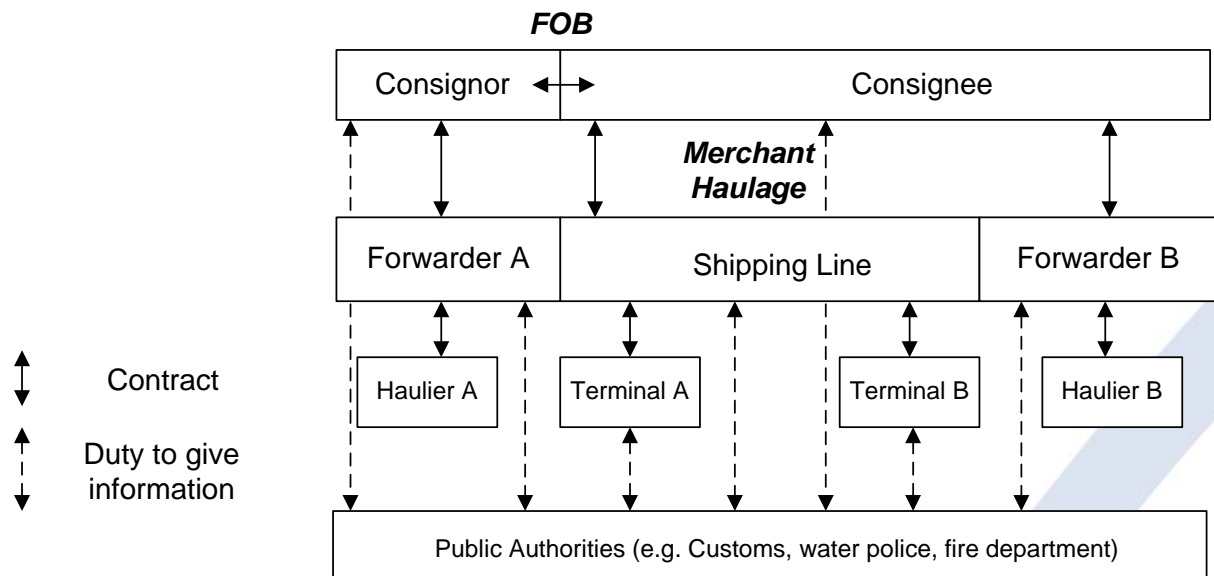 FOB
Consignor
Consignee
Merchant
Haulage
Forwarder A
Shipping Line
Forwarder B
Contract
Haulier A
Terminal A
Terminal B
Haulier B
Duty to give
information
Public Authorities (e.g. Customs, water police, fire department)